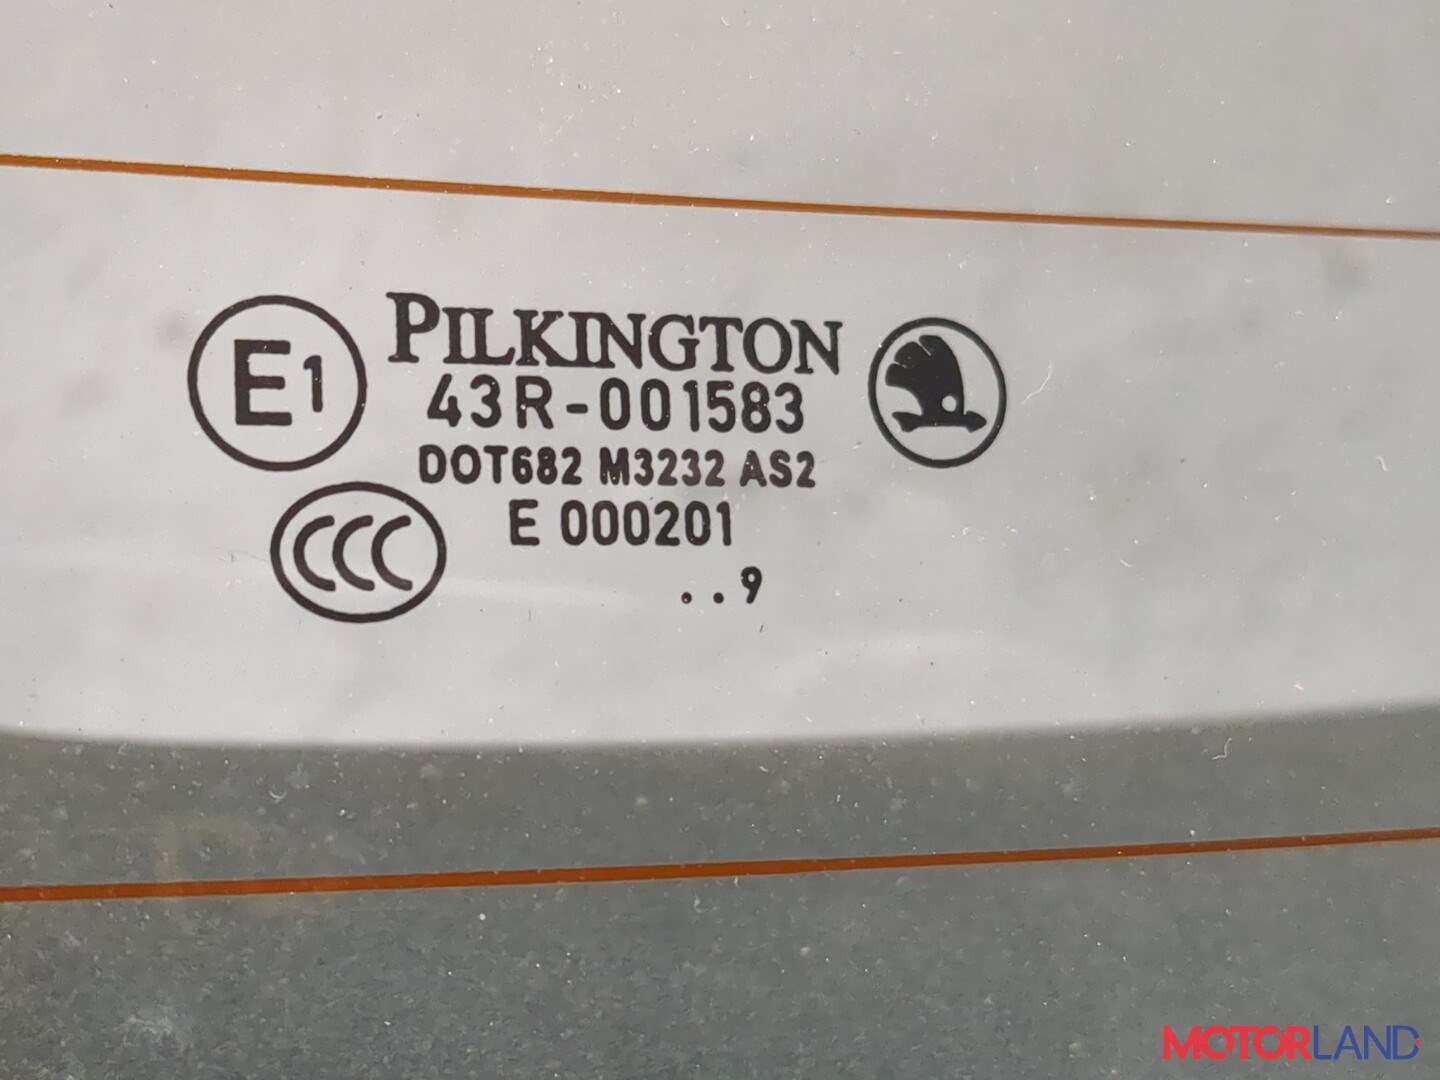 E1
PILKINGTON
43R-001583
DOT682 M3232 AS2
E 000201
CCC
..9
MOTORLAND